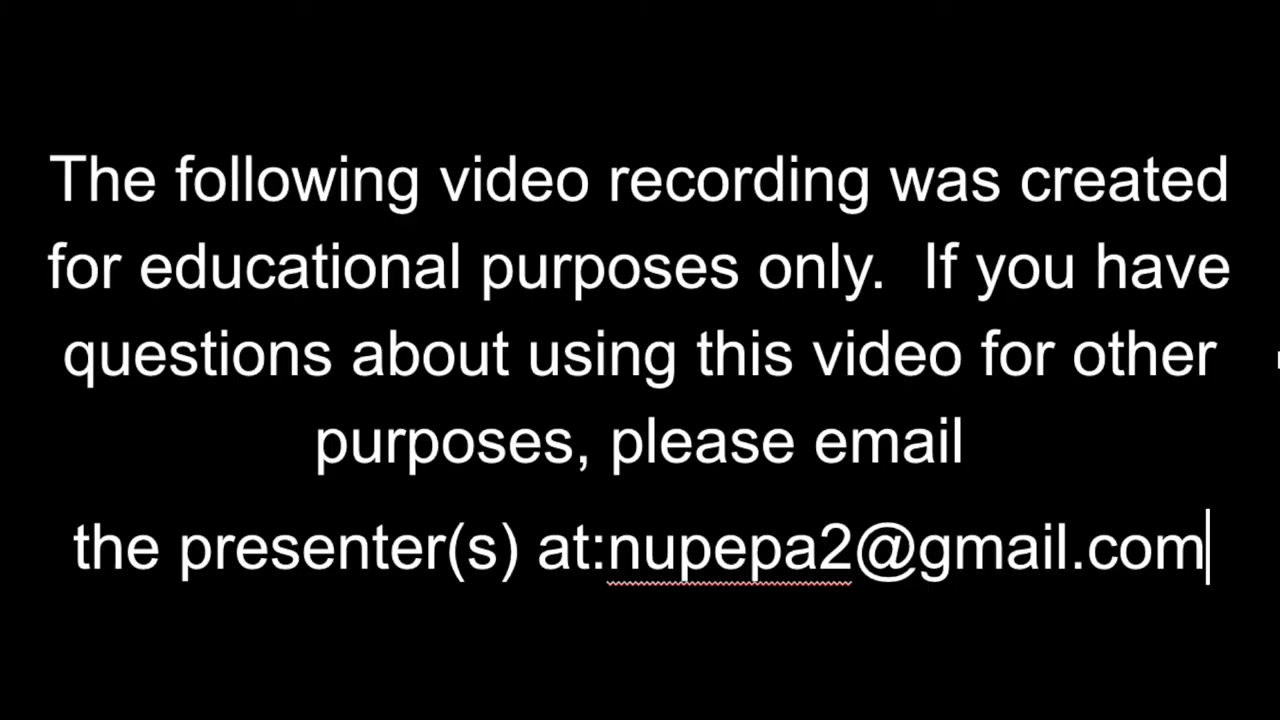 The following video recording was created
for educational purposes only.  If you have
questions about using this video for other
purposes, please email
the presenter(s) at:nupepa2@gmail.com